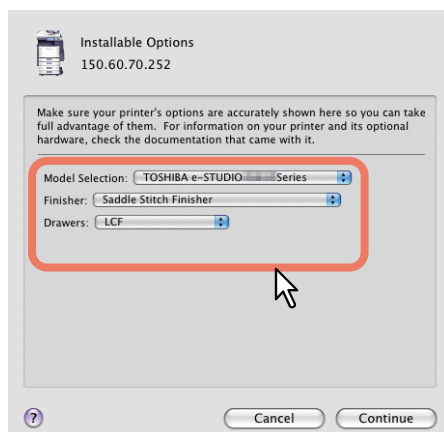 Installable Options
150.60.70.252
Make sure your printer's options are accurately shown here so you can take
full advantage of them. For information on your printer and its optional
hardware, check the documentation that came with it.
Model Selection: TOSHIBA e-STUDIO Series
Finisher: Saddle Stitch Finisher
Drawers: LCF
? Cancel Continue